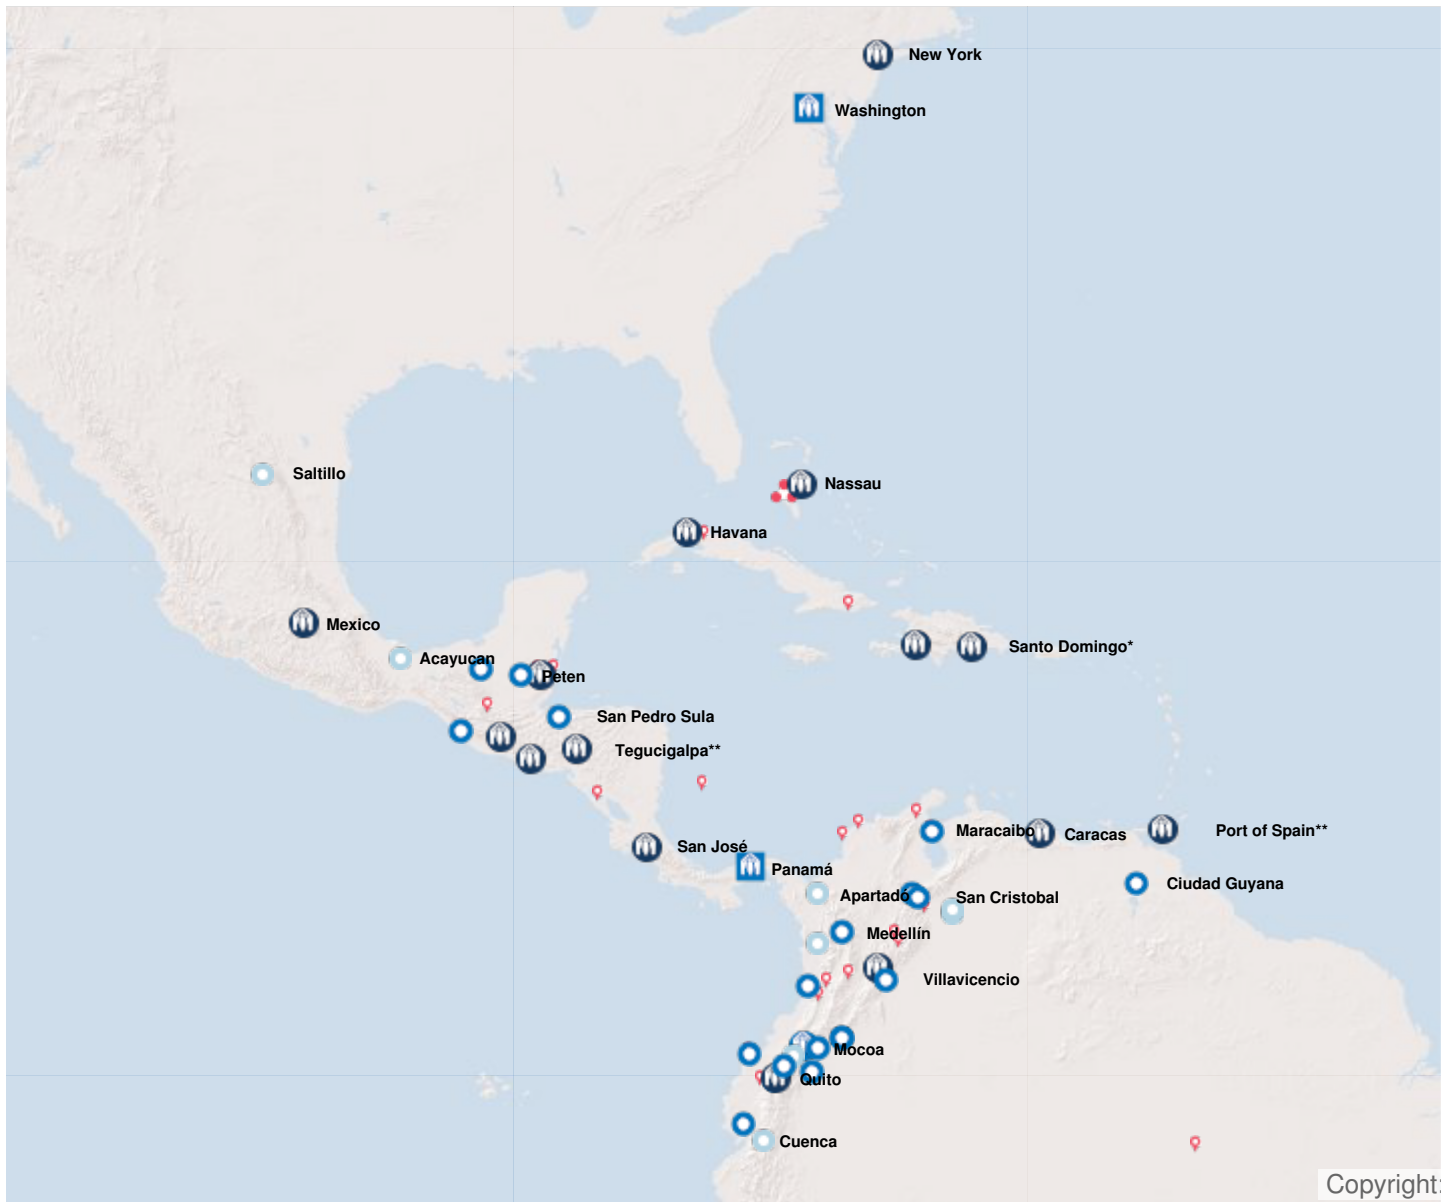 New York
Washington
Saltillo
Nassau
Havana
Mexico
Santo Domingo*
Acayucan
Peten
San Pedro Sula
Tegucigalpa**
Maracaibo
Caracas
Port of Spain**
San José
Panamá
Ciudad Guyana
Apartadó
San Cristobal
Medellín
Villavicencio
Mocoa
Quito
Cuenca
Copyright: